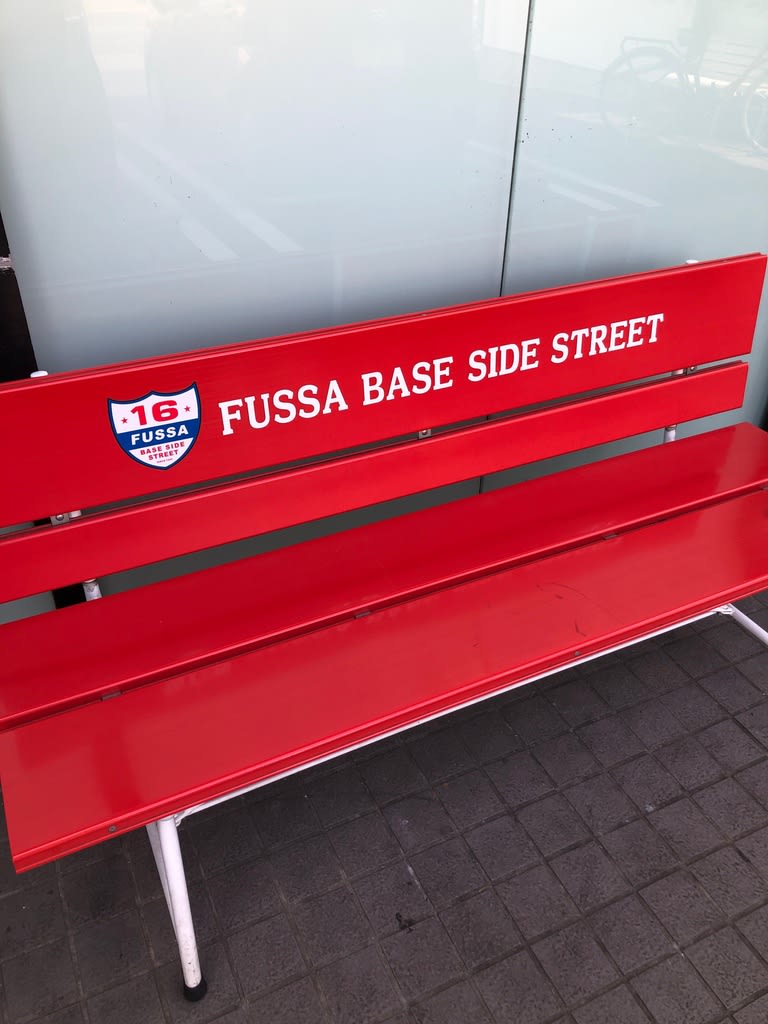 16
FUSSA
BASE SIDE
STREET
FUSSA BASE SIDE STREET